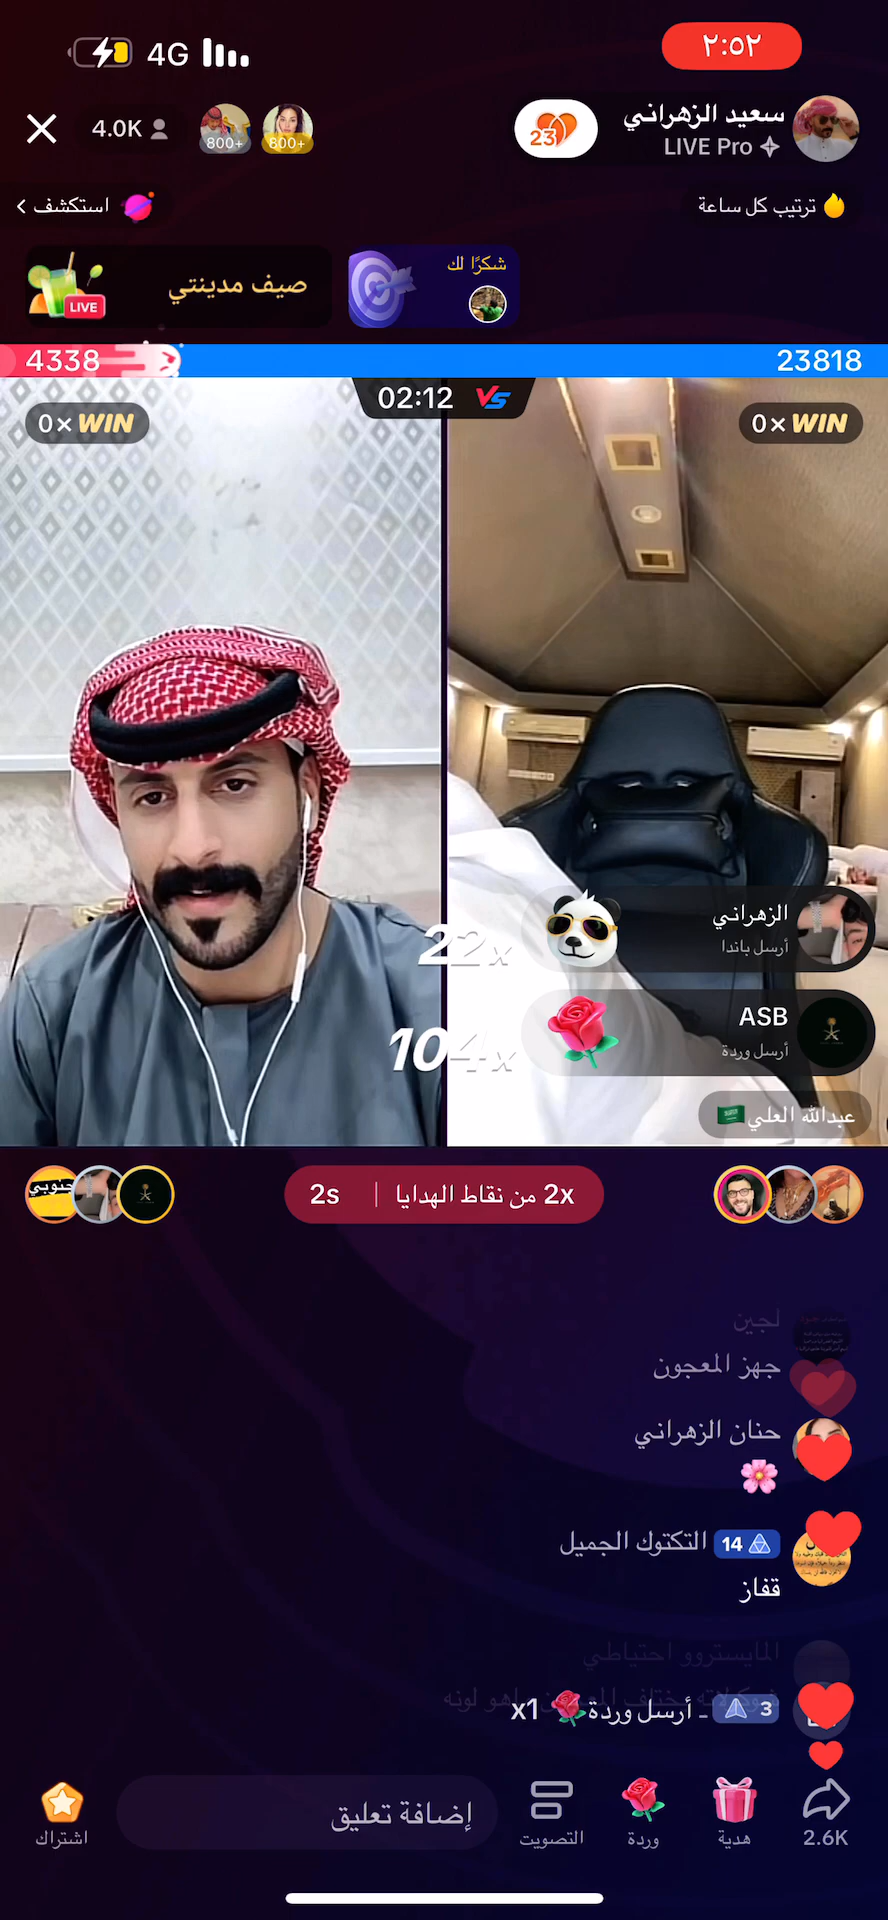 4G
٢:٥٢
سعيد الزهراني
LIVE Pro
23
800+
800+
4.0K
ترتيب كل ساعة
استكشف
شكرًا لك
صيف مدينتي
LIVE
4338
23818
02:12
VS
0× WIN
0× WIN
الزهراني
أرسل باندا
22x
ASB
أرسل وردة
104x
عبدالله العلي
2x من نقاط الهدايا | 2s
جنوبي
لجين
جهز المعجون
حنان الزهراني
14 التكتوك الجميل
قفاز
المايسترو احتياطي
3 ـ أرسل وردة x1
إضافة تعليق
اشتراك
التصويت
وردة
هدية
2.6K